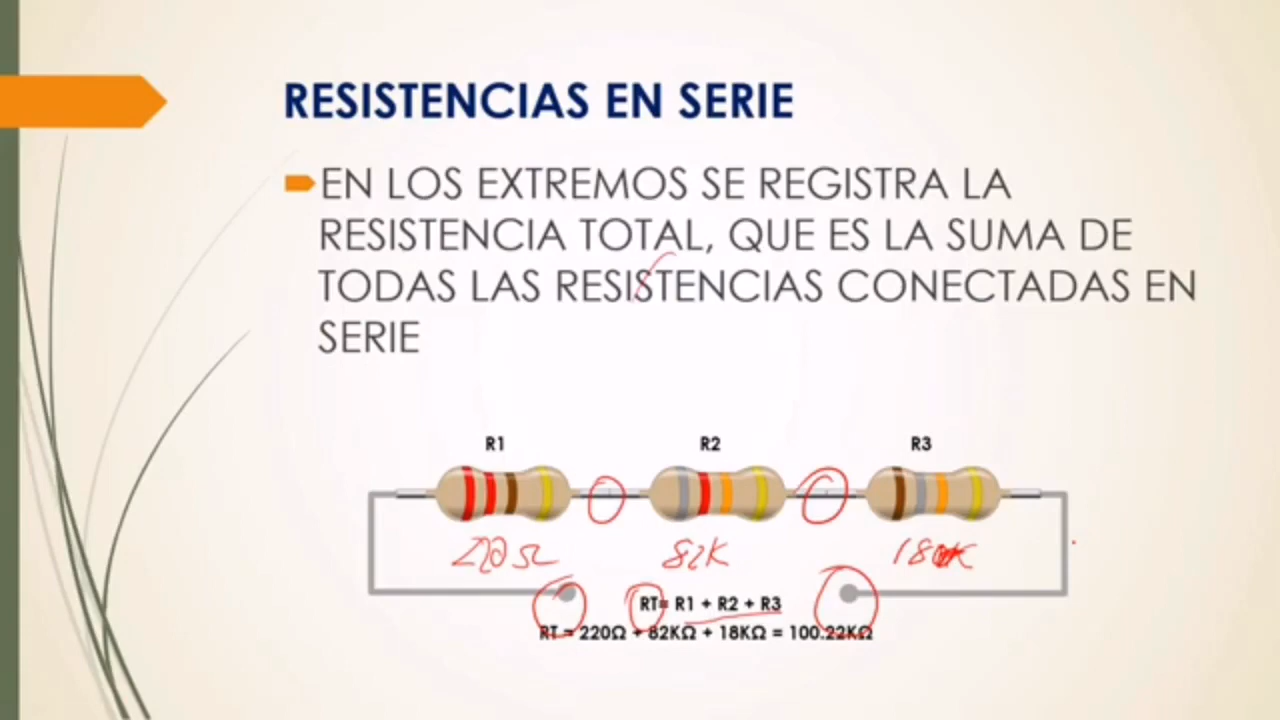 RESISTENCIAS EN SERIE
EN LOS EXTREMOS SE REGISTRA LA
RESISTENCIA TOTAL, QUE ES LA SUMA DE
TODAS LAS RESISTENCIAS CONECTADAS EN
SERIE
R1 R2 R3
220Ω 82K 18K
RT= R1 + R2 + R3
RT = 220Ω + 82KΩ + 18KΩ = 100.22KΩ